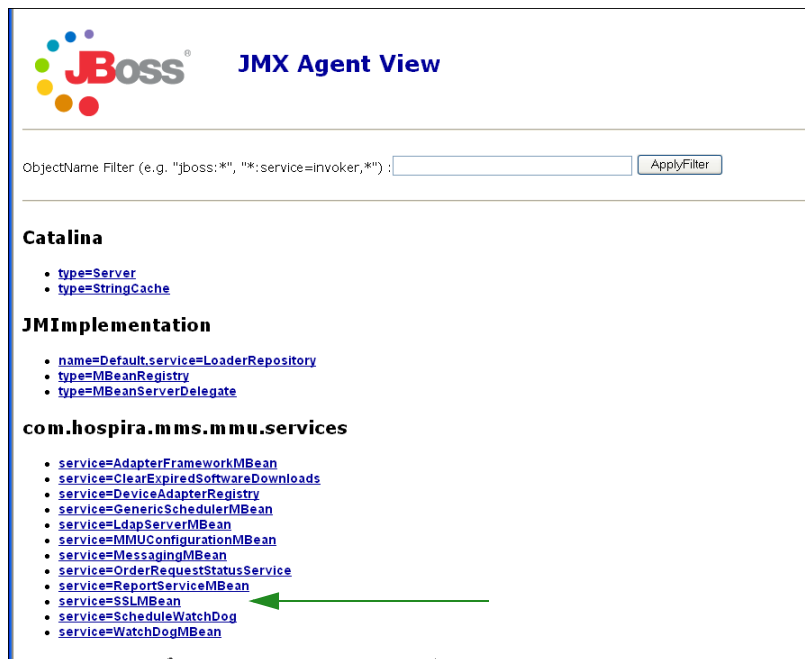 JBoss®
JMX Agent View
ObjectName Filter (e.g. "jboss:*", "*:service=invoker,*") :
ApplyFilter
Catalina
type=Server
type=StringCache
JMImplementation
name=Default,service=LoaderRepository
type=MBeanRegistry
type=MBeanServerDelegate
com.hospira.mms.mmu.services
service=AdapterFrameworkMBean
service=ClearExpiredSoftwareDownloads
service=DeviceAdapterRegistry
service=GenericSchedulerMBean
service=LdapServerMBean
service=MMUConfigurationMBean
service=MessagingMBean
service=OrderRequestStatusService
service=ReportServiceMBean
service=SSLMBean
service=ScheduleWatchDog
service=WatchDogMBean